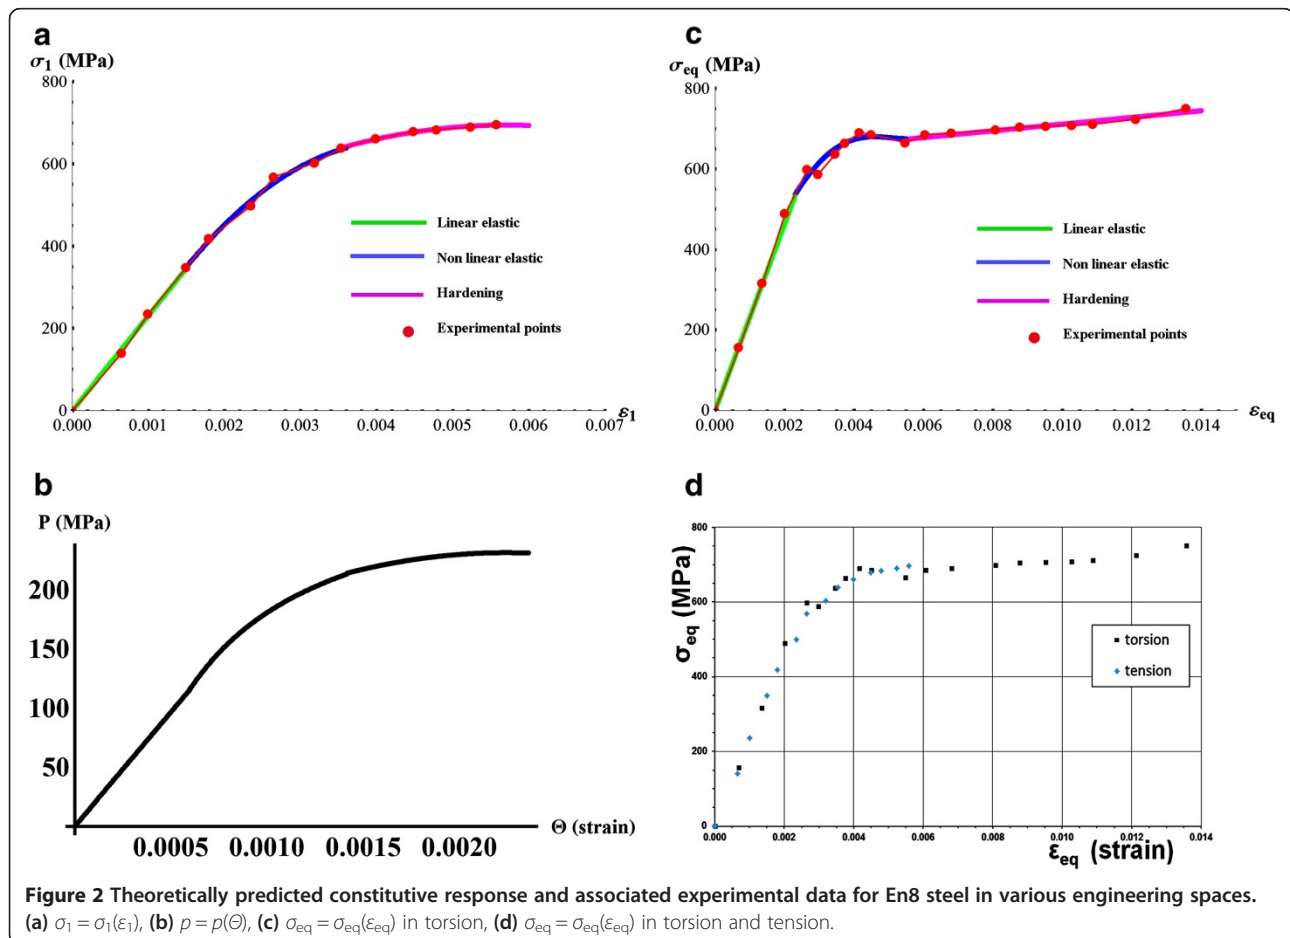 a
σ1 (MPa)
800
600
400
200
0
0.000 0.001 0.002 0.003 0.004 0.005 0.006 0.007
ε1
Linear elastic
Non linear elastic
Hardening
Experimental points
c
σeq (MPa)
800
600
400
200
0
0.000 0.002 0.004 0.006 0.008 0.010 0.012 0.014
εeq
Linear elastic
Non linear elastic
Hardening
Experimental points
b
P (MPa)
200
150
100
50
0.0005 0.0010 0.0015 0.0020
Θ (strain)
d
σeq (MPa)
800
600
400
200
0
0.000 0.002 0.004 0.006 0.008 0.010 0.012 0.014
εeq (strain)
torsion
tension
Figure 2 Theoretically predicted constitutive response and associated experimental data for En8 steel in various engineering spaces.
(a) σ1 = σ1(ε1), (b) p = p(Θ), (c) σeq = σeq(εeq) in torsion, (d) σeq = σeq(εeq) in torsion and tension.